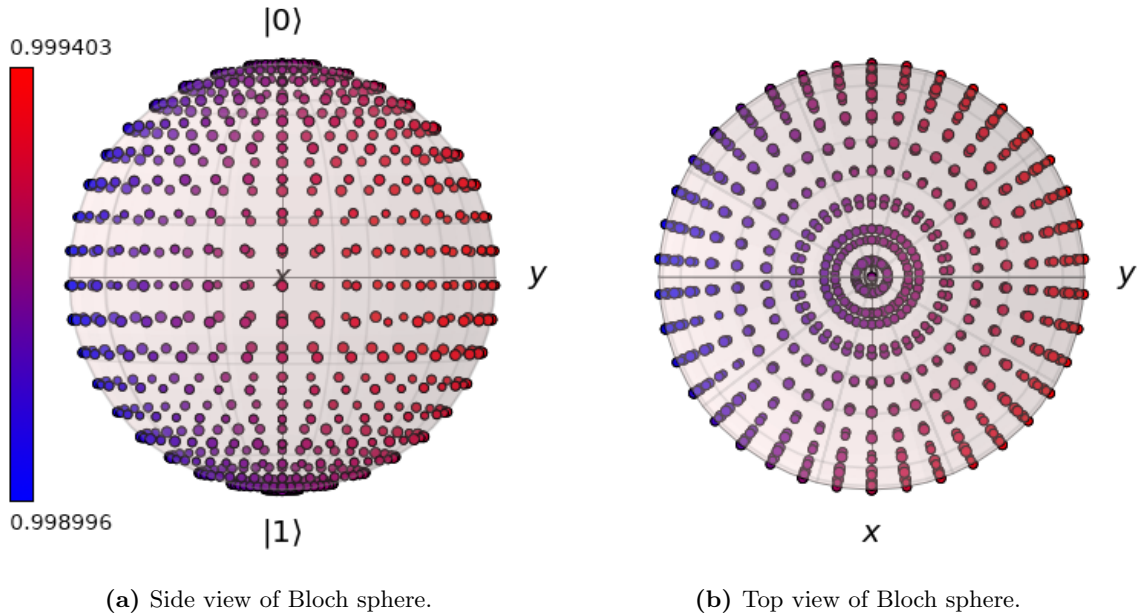 |0⟩
0.999403
y
x
0.998996
|1⟩
y
x
(a) Side view of Bloch sphere.
(b) Top view of Bloch sphere.